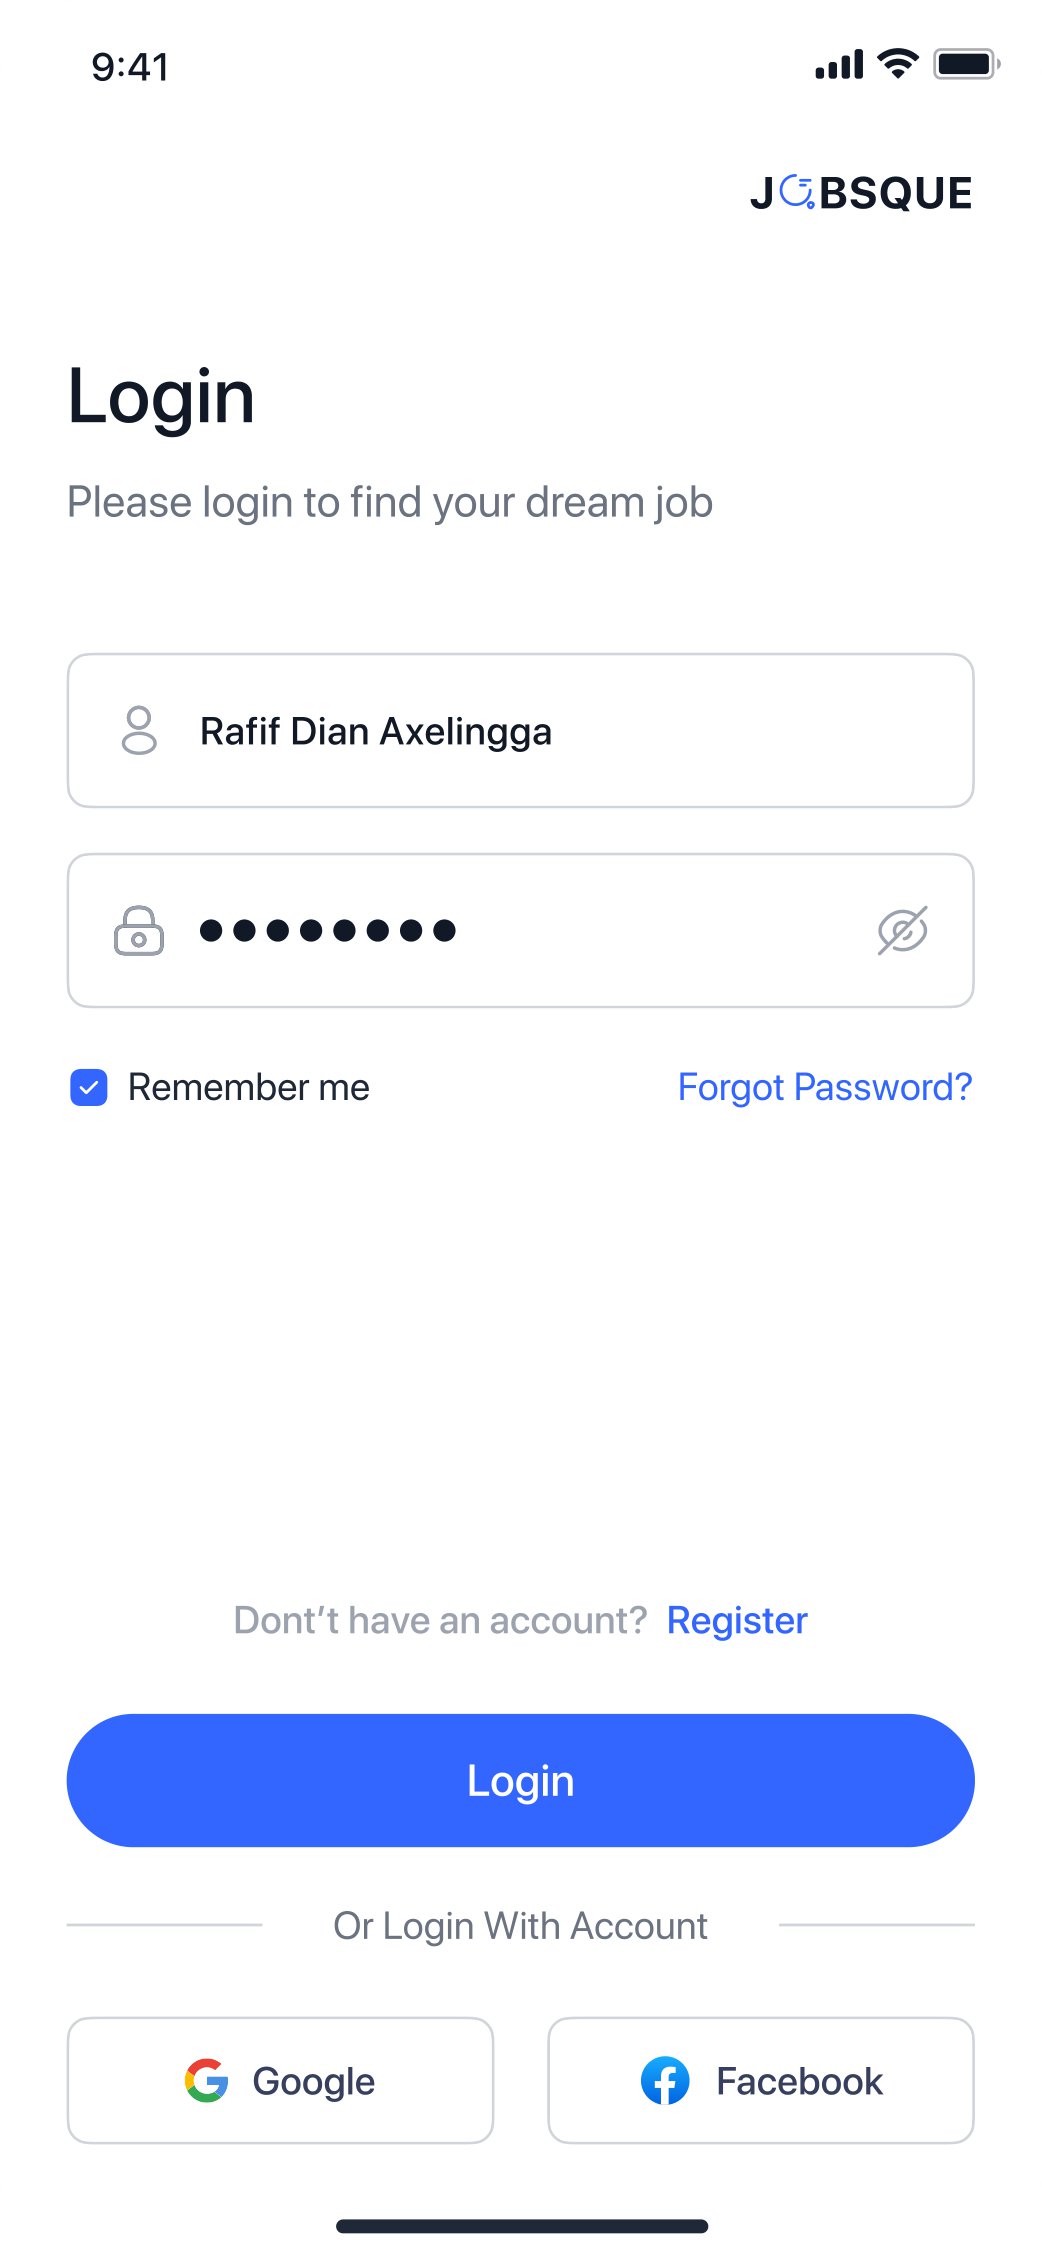 9:41
JOBSQUE
Login
Please login to find your dream job
Rafif Dian Axelingga
Remember me
Forgot Password?
Dont’t have an account? Register
Login
Or Login With Account
Google
Facebook